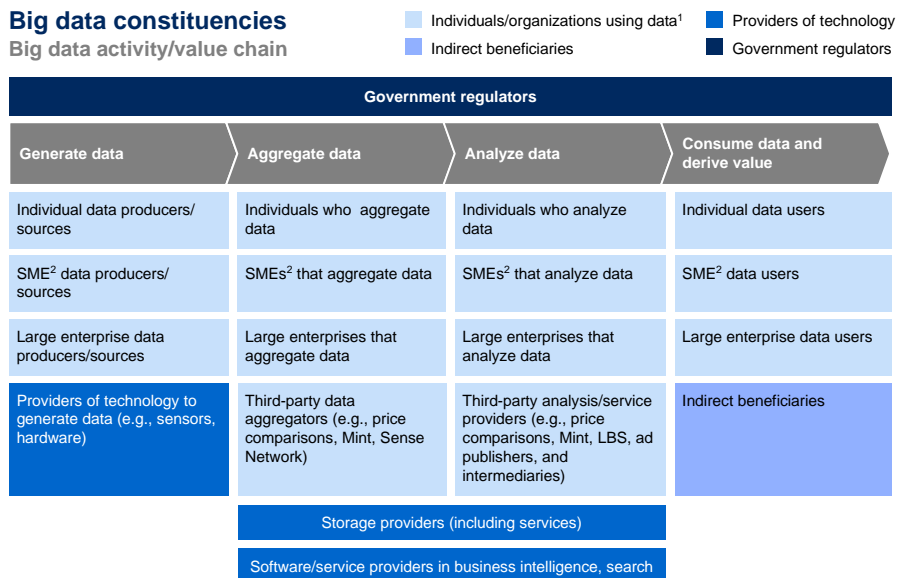 Big data constituencies
Big data activity/value chain
Individuals/organizations using data¹
Providers of technology
Indirect beneficiaries
Government regulators
Government regulators
Generate data
Aggregate data
Analyze data
Consume data and
derive value
Individual data producers/
sources
Individuals who aggregate
data
Individuals who analyze
data
Individual data users
SME² data producers/
sources
SMEs² that aggregate data
SMEs² that analyze data
SME² data users
Large enterprise data
producers/sources
Large enterprises that
aggregate data
Large enterprises that
analyze data
Large enterprise data users
Providers of technology to
generate data (e.g., sensors,
hardware)
Third-party data
aggregators (e.g., price
comparisons, Mint, Sense
Network)
Third-party analysis/service
providers (e.g., price
comparisons, Mint, LBS, ad
publishers, and
intermediaries)
Indirect beneficiaries
Storage providers (including services)
Software/service providers in business intelligence, search